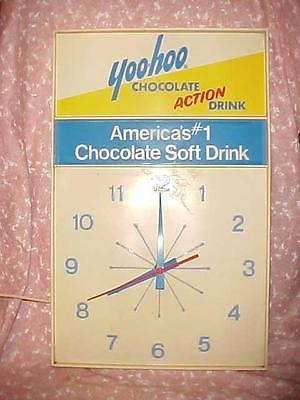 yoohoo®
CHOCOLATE
ACTION
DRINK
America's #1
Chocolate Soft Drink
11 12 1
10 2
9 3
8 4
7 6 5